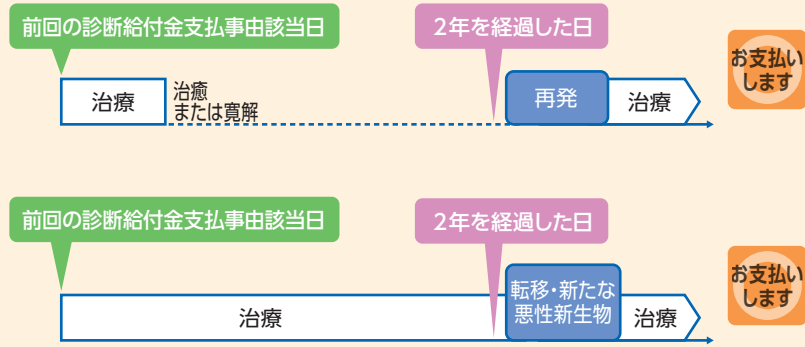 前回の診断給付金支払事由該当日
2年を経過した日
お支払い
します
治療
治癒
または寛解
再発
治療
前回の診断給付金支払事由該当日
2年を経過した日
お支払い
します
治療
転移・新たな
悪性新生物
治療